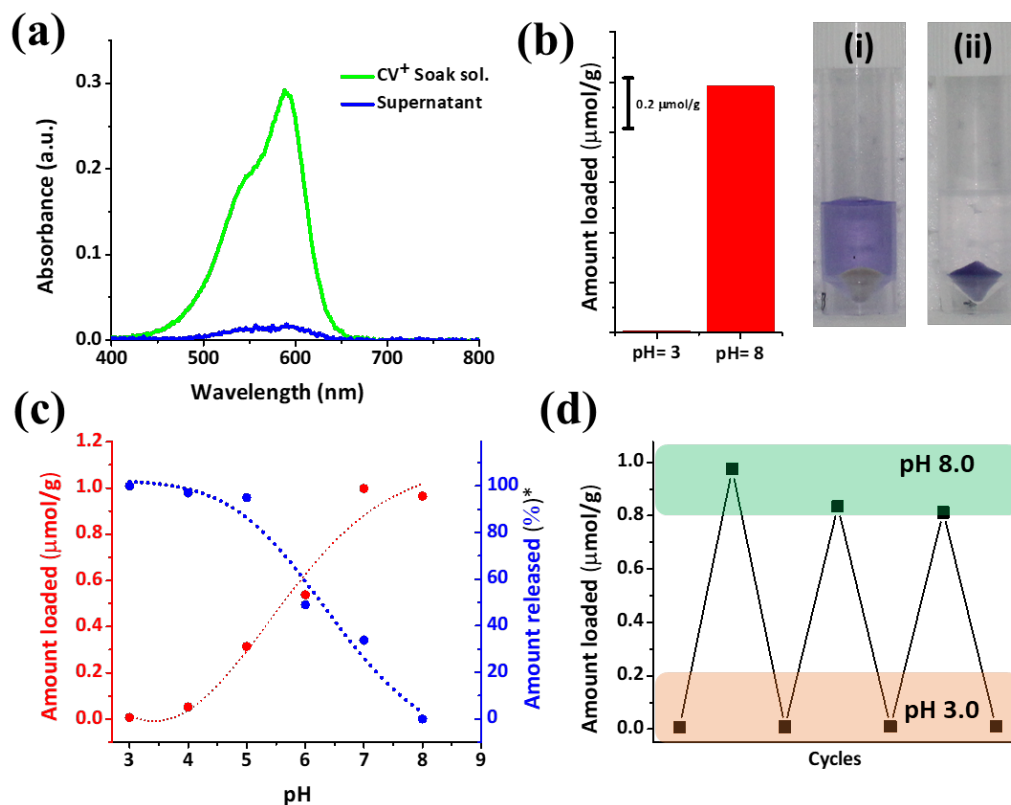 (a)
0.3
0.2
0.1
0.0
Absorbance (a.u.)
CV⁺ Soak sol.
Supernatant
400 500 600 700 800
Wavelength (nm)
(b)
Amount loaded (µmol/g)
0.2 µmol/g
pH= 3 pH= 8
(i)
(ii)
(c)
1.2
1.0
0.8
0.6
0.4
0.2
0.0
Amount loaded (µmol/g)
100
80
60
40
20
0
Amount released (%)*
3 4 5 6 7 8 9
pH
(d)
1.0
0.8
0.6
0.4
0.2
0.0
Amount loaded (µmol/g)
pH 8.0
pH 3.0
Cycles